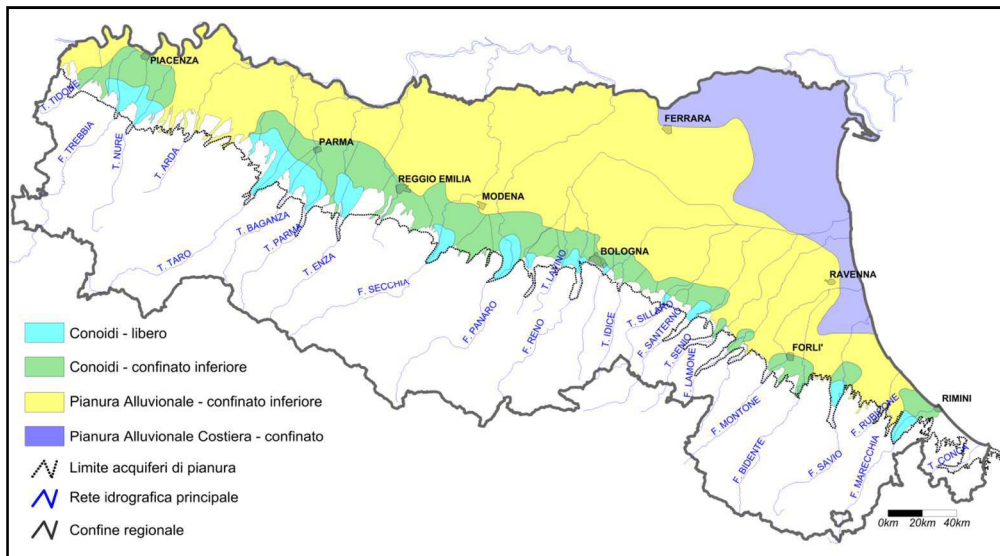 PIACENZA
T. TIDONE
F. TREBBIA
T. NURE
T. ARDA
PARMA
REGGIO EMILIA
MODENA
FERRARA
BOLOGNA
RAVENNA
FORLI'
RIMINI
T. TARO
T. BAGANZA
T. PARMA
T. ENZA
F. SECCHIA
F. PANARO
F. RENO
T. LAVINO
T. IDICE
T. SILLARO
F. SANTERNO
T. SENIO
F. LAMONE
F. MONTONE
F. BIDENTE
F. SAVIO
F. RUBICONE
F. MARECCHIA
T. CONCA
Conoidi - libero
Conoidi - confinato inferiore
Pianura Alluvionale - confinato inferiore
Pianura Alluvionale Costiera - confinato
Limite acquiferi di pianura
Rete idrografica principale
Confine regionale
0km 20km 40km